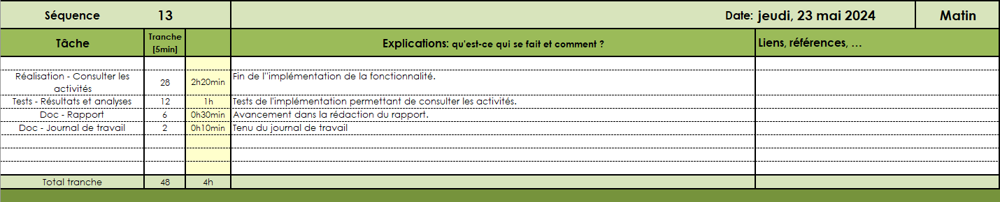 Séquence 13 Date: jeudi, 23 mai 2024 Matin
Tâche Tranche [5min] Explications: qu'est-ce qui se fait et comment ? Liens, références, ...
Réalisation - Consulter les activités 28 2h20min Fin de l''implémentation de la fonctionnalité.
Tests - Résultats et analyses 12 1h Tests de l'implémentation permettant de consulter les activités.
Doc - Rapport 6 0h30min Avancement dans la rédaction du rapport.
Doc - Journal de travail 2 0h10min Tenu du journal de travail
Total tranche 48 4h